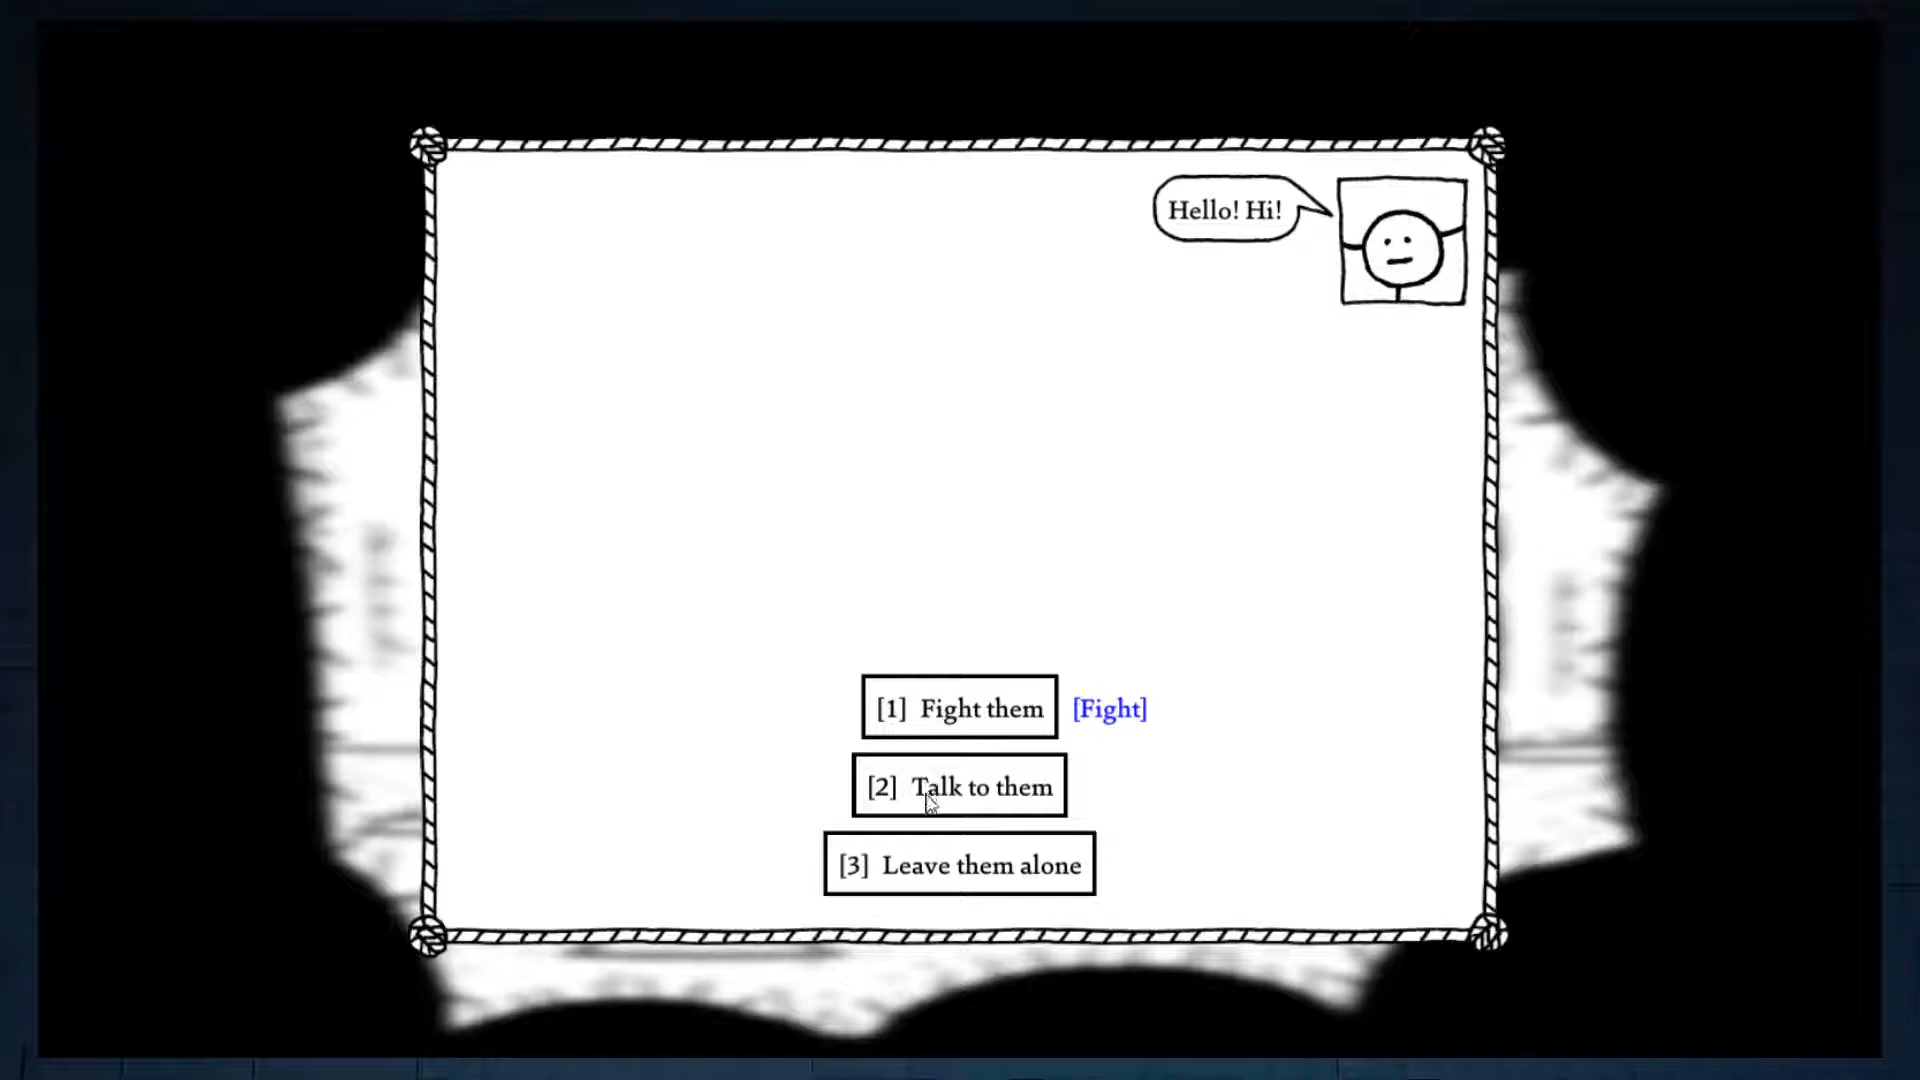 Hello! Hi!
[1] Fight them [Fight]
[2] Talk to them
[3] Leave them alone